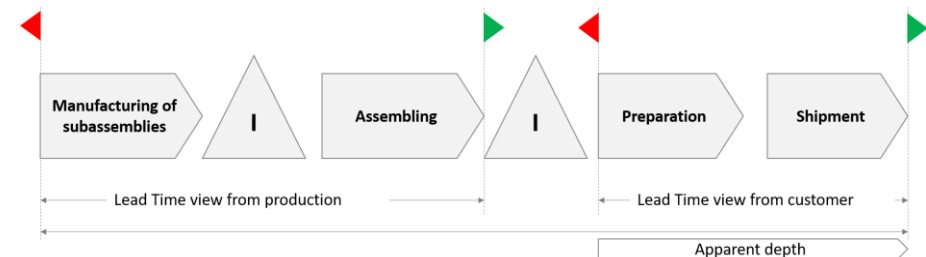 Manufacturing of
subassemblies
I
Assembling
I
Preparation
Shipment
Lead Time view from production
Lead Time view from customer
Apparent depth